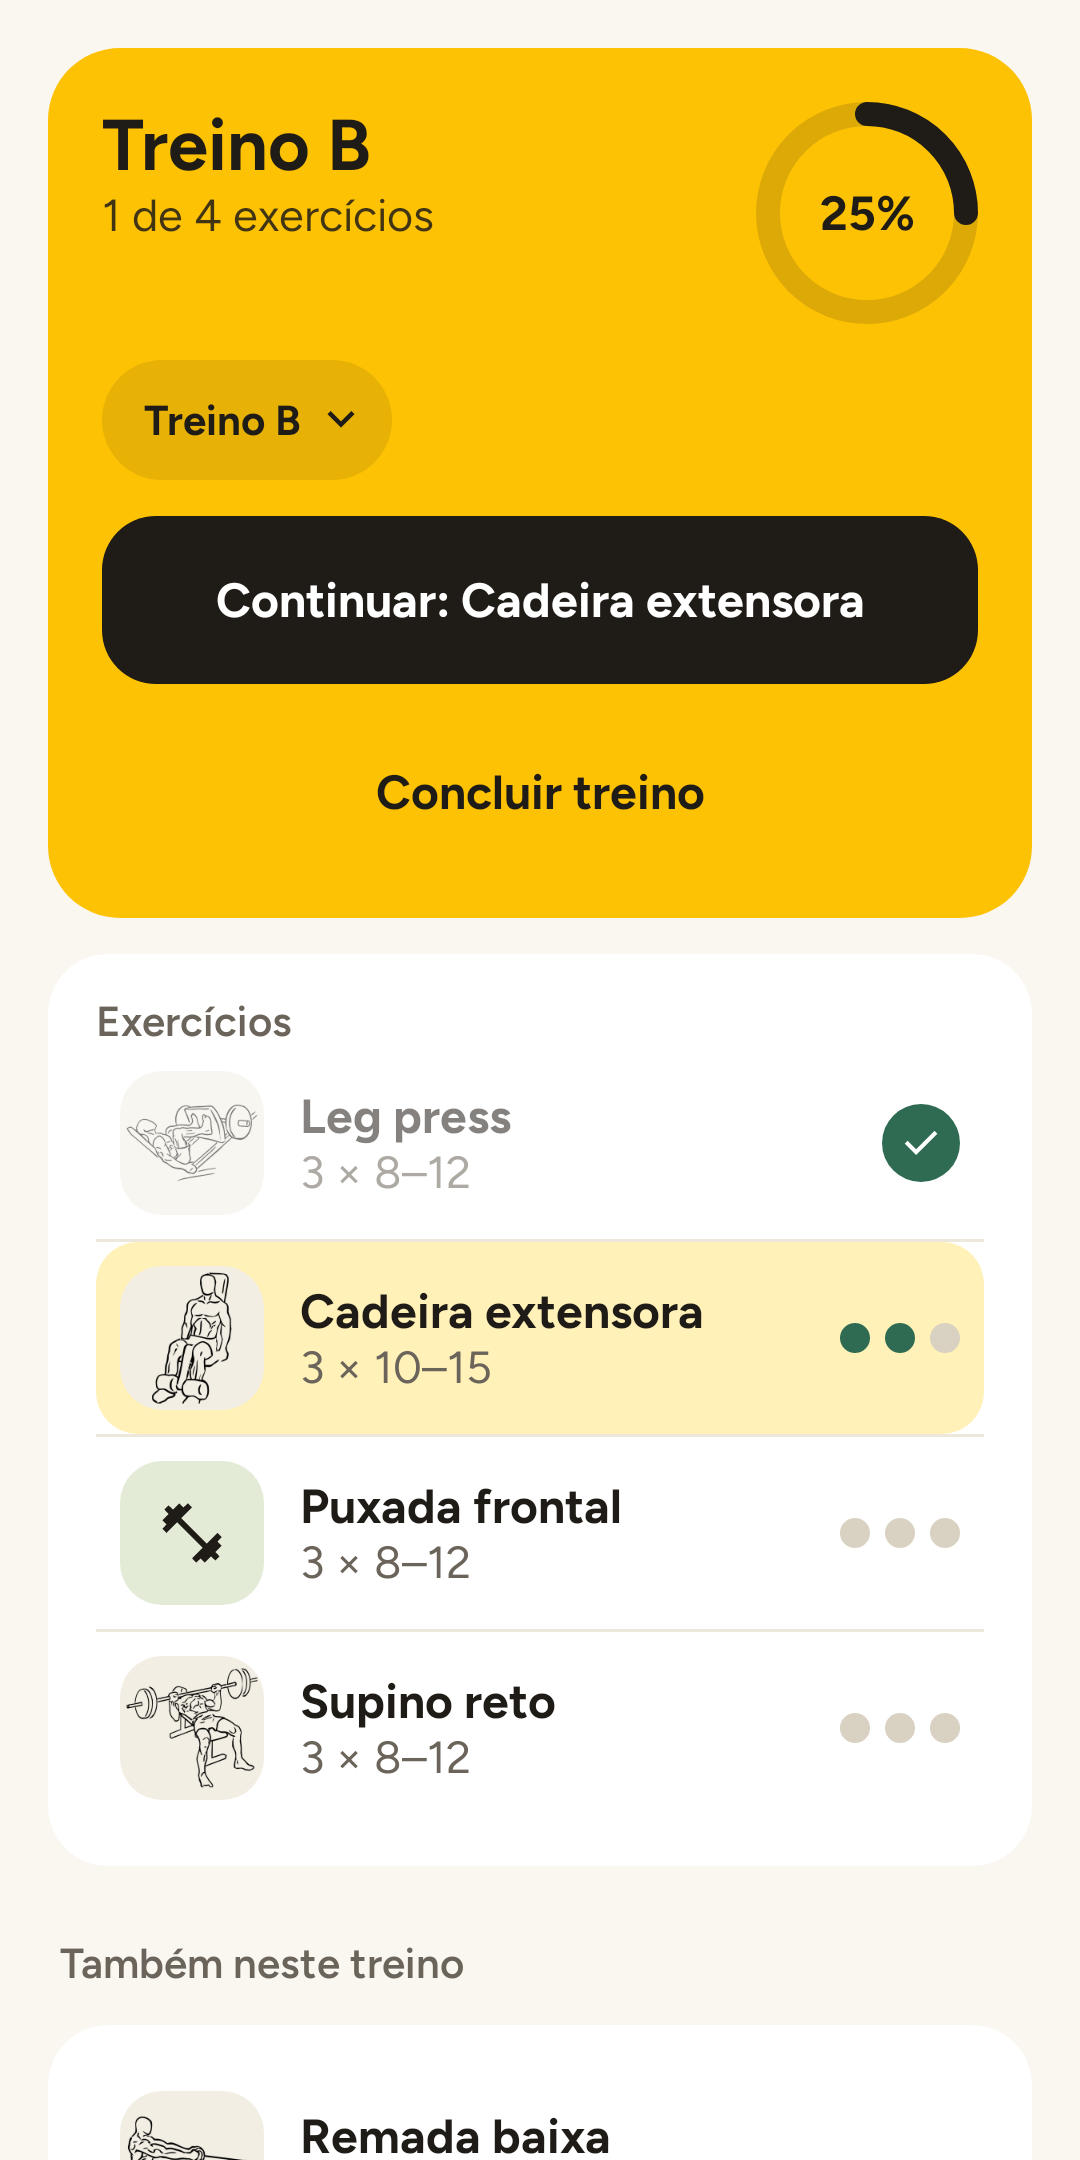 Treino B
1 de 4 exercícios
25%
Treino B
Continuar: Cadeira extensora
Concluir treino
Exercícios
Leg press
3 × 8–12
Cadeira extensora
3 × 10–15
Puxada frontal
3 × 8–12
Supino reto
3 × 8–12
Também neste treino
Remada baixa